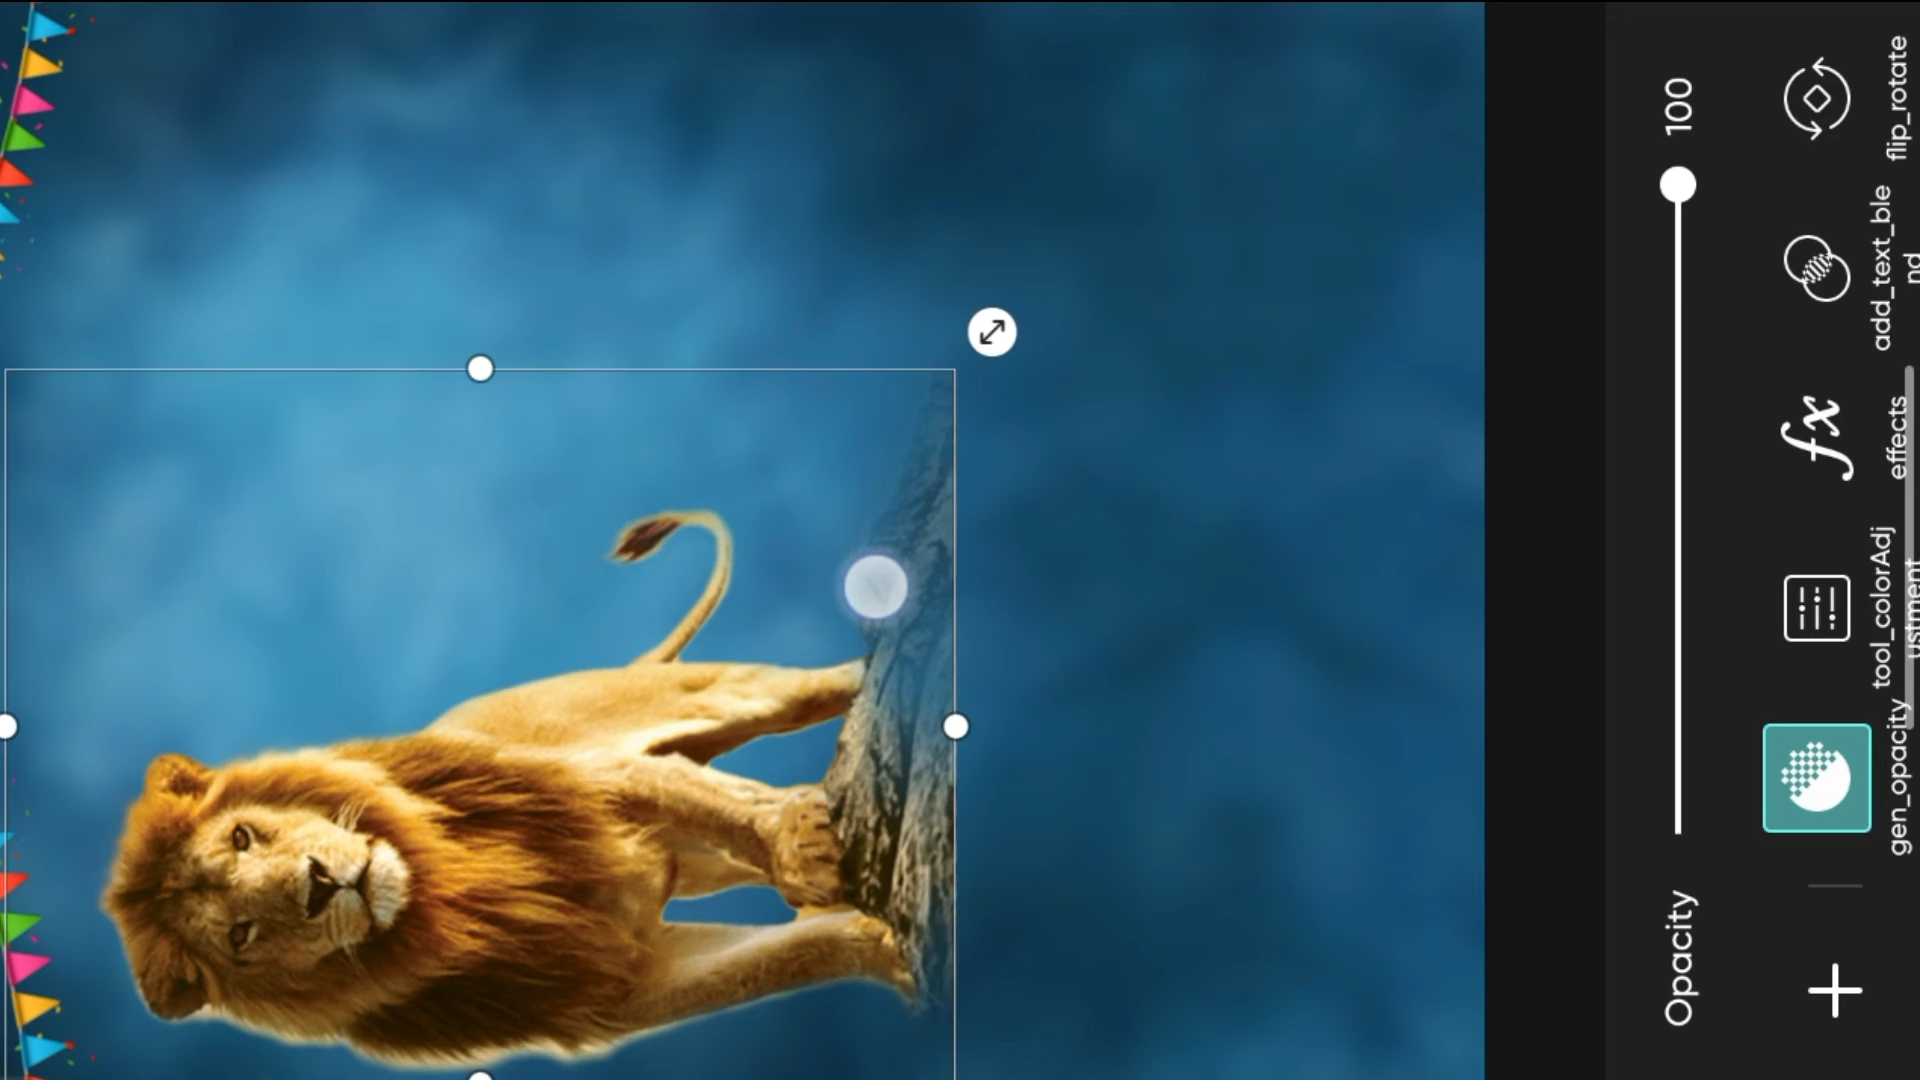 Opacity
100
gen_opacity
tool_colorAdj
ustment
effects
add_text_ble
nd
flip_rotate